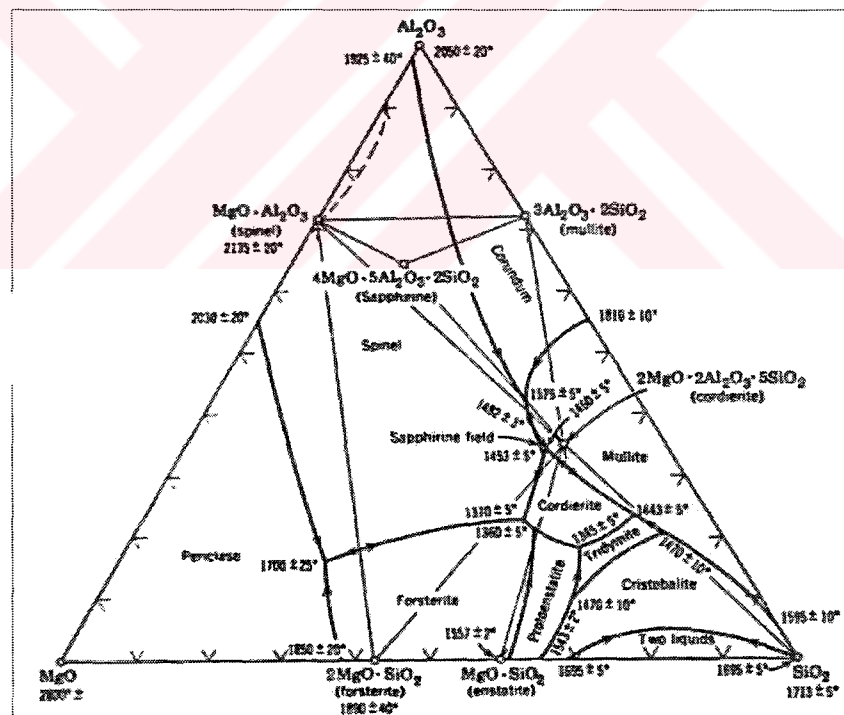 Al₂O₃
1925 ± 40°
2050 ± 20°
MgO·Al₂O₃
(spinel)
2135 ± 20°
3Al₂O₃·2SiO₂
(mullite)
4MgO·5Al₂O₃·2SiO₂
(Sapphirine)
Corundum
2030 ± 20°
Spinel
1810 ± 10°
2MgO·2Al₂O₃·5SiO₂
(cordierite)
1575 ± 5°
1460 ± 5°
1482 ± 3°
Sapphirine field
1453 ± 5°
Mullite
1370 ± 5°
1360 ± 5°
Cordierite
1443 ± 5°
1345 ± 5°
Tridymite
1470 ± 10°
Periclase
1700 ± 25°
Forsterite
Protoenstatite
Cristobalite
1470 ± 10°
1850 ± 20°
1557 ± 2°
1543 ± 2°
Two liquids
1595 ± 10°
MgO
2800° ±
2MgO·SiO₂
(forsterite)
1890 ± 40°
MgO·SiO₂
(enstatite)
1695 ± 5°
1695 ± 5°
SiO₂
1713 ± 5°